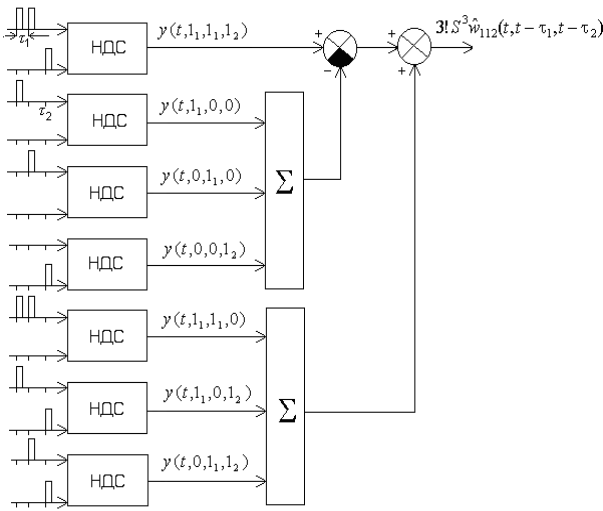 τ₁
НДС
y(t,1₁,1₁,1₂)
+
−
+
+
3! S³ŵ₁₁₂(t,t−τ₁,t−τ₂)
τ₂
НДС
y(t,1₁,0,0)
НДС
y(t,0,1₁,0)
Σ
НДС
y(t,0,0,1₂)
НДС
y(t,1₁,1₁,0)
НДС
y(t,1₁,0,1₂)
Σ
НДС
y(t,0,1₁,1₂)